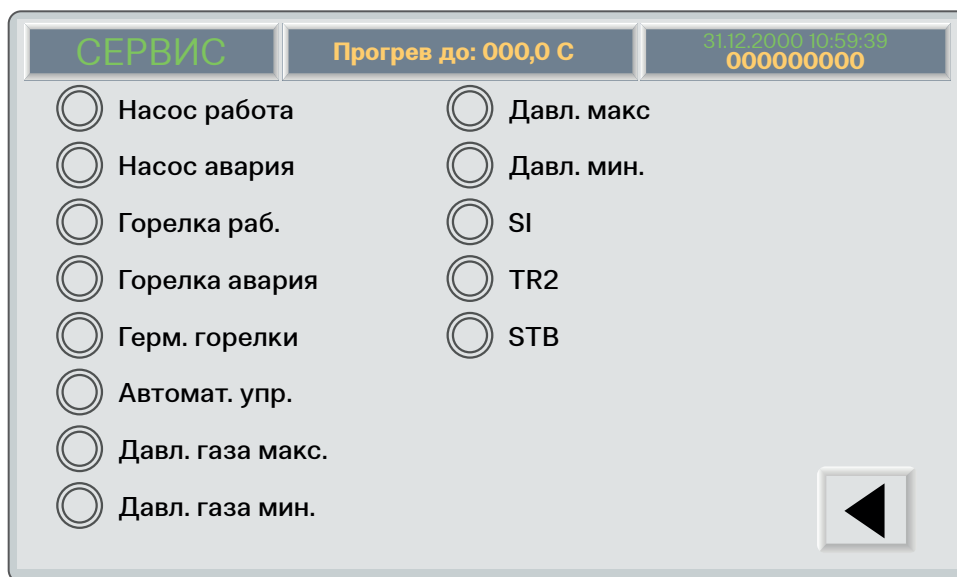 СЕРВИС
Прогрев до: 000,0 С
31.12.2000 10:59:39
000000000
Насос работа
Насос авария
Горелка раб.
Горелка авария
Герм. горелки
Автомат. упр.
Давл. газа макс.
Давл. газа мин.
Давл. макс
Давл. мин.
SI
TR2
STB